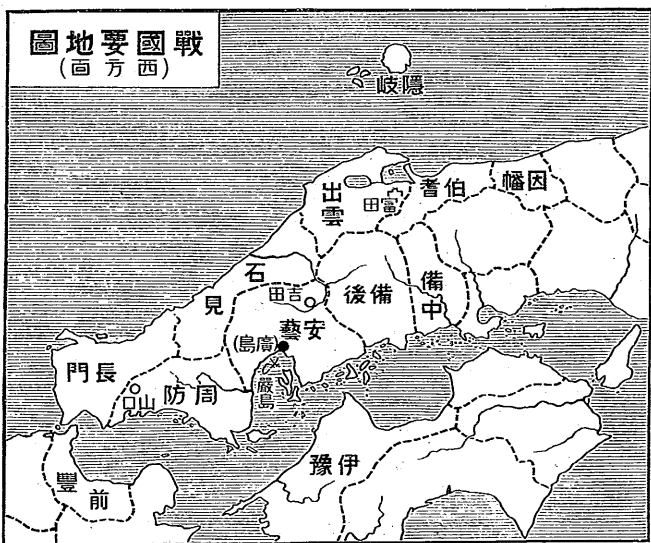 戰國要地圖
(西方面)
隱岐
因幡
伯耆
出雲
富田
石見
吉田
備後
備中
安藝
(廣島)
嚴島
長門
周防
山口
伊豫
豐前